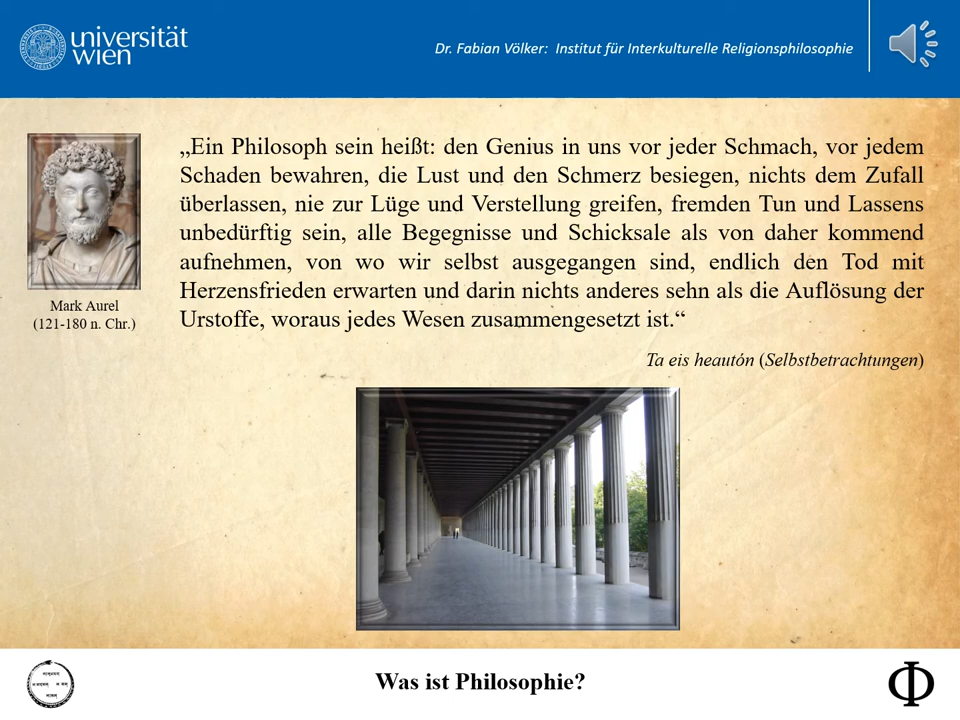 universität
wien
Dr. Fabian Völker: Institut für Interkulturelle Religionsphilosophie
„Ein Philosoph sein heißt: den Genius in uns vor jeder Schmach, vor jedem
Schaden bewahren, die Lust und den Schmerz besiegen, nichts dem Zufall
überlassen, nie zur Lüge und Verstellung greifen, fremden Tun und Lassens
unbedürftig sein, alle Begegnisse und Schicksale als von daher kommend
aufnehmen, von wo wir selbst ausgegangen sind, endlich den Tod mit
Herzensfrieden erwarten und darin nichts anderes sehn als die Auflösung der
Urstoffe, woraus jedes Wesen zusammengesetzt ist.“
Mark Aurel
(121-180 n. Chr.)
Ta eis heautón (Selbstbetrachtungen)
Was ist Philosophie?
Φ